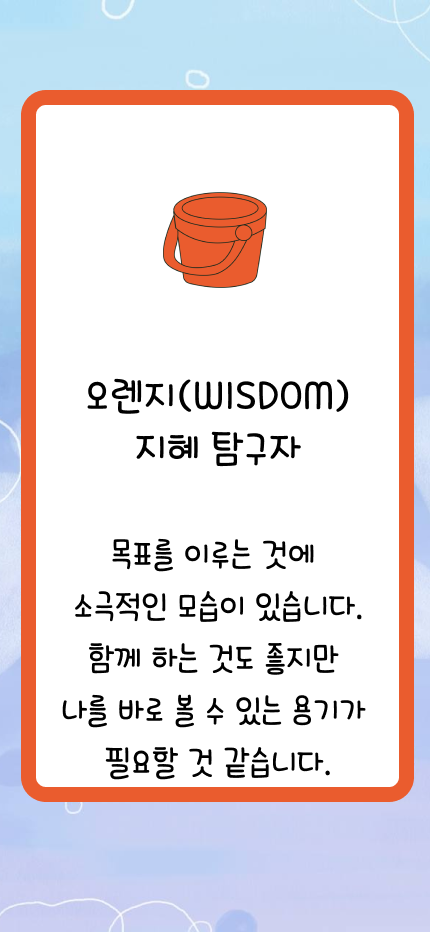 오렌지(WISDOM)
지혜 탐구자
목표를 이루는 것에
소극적인 모습이 있습니다.
함께 하는 것도 좋지만
나를 바로 볼 수 있는 용기가
필요할 것 같습니다.